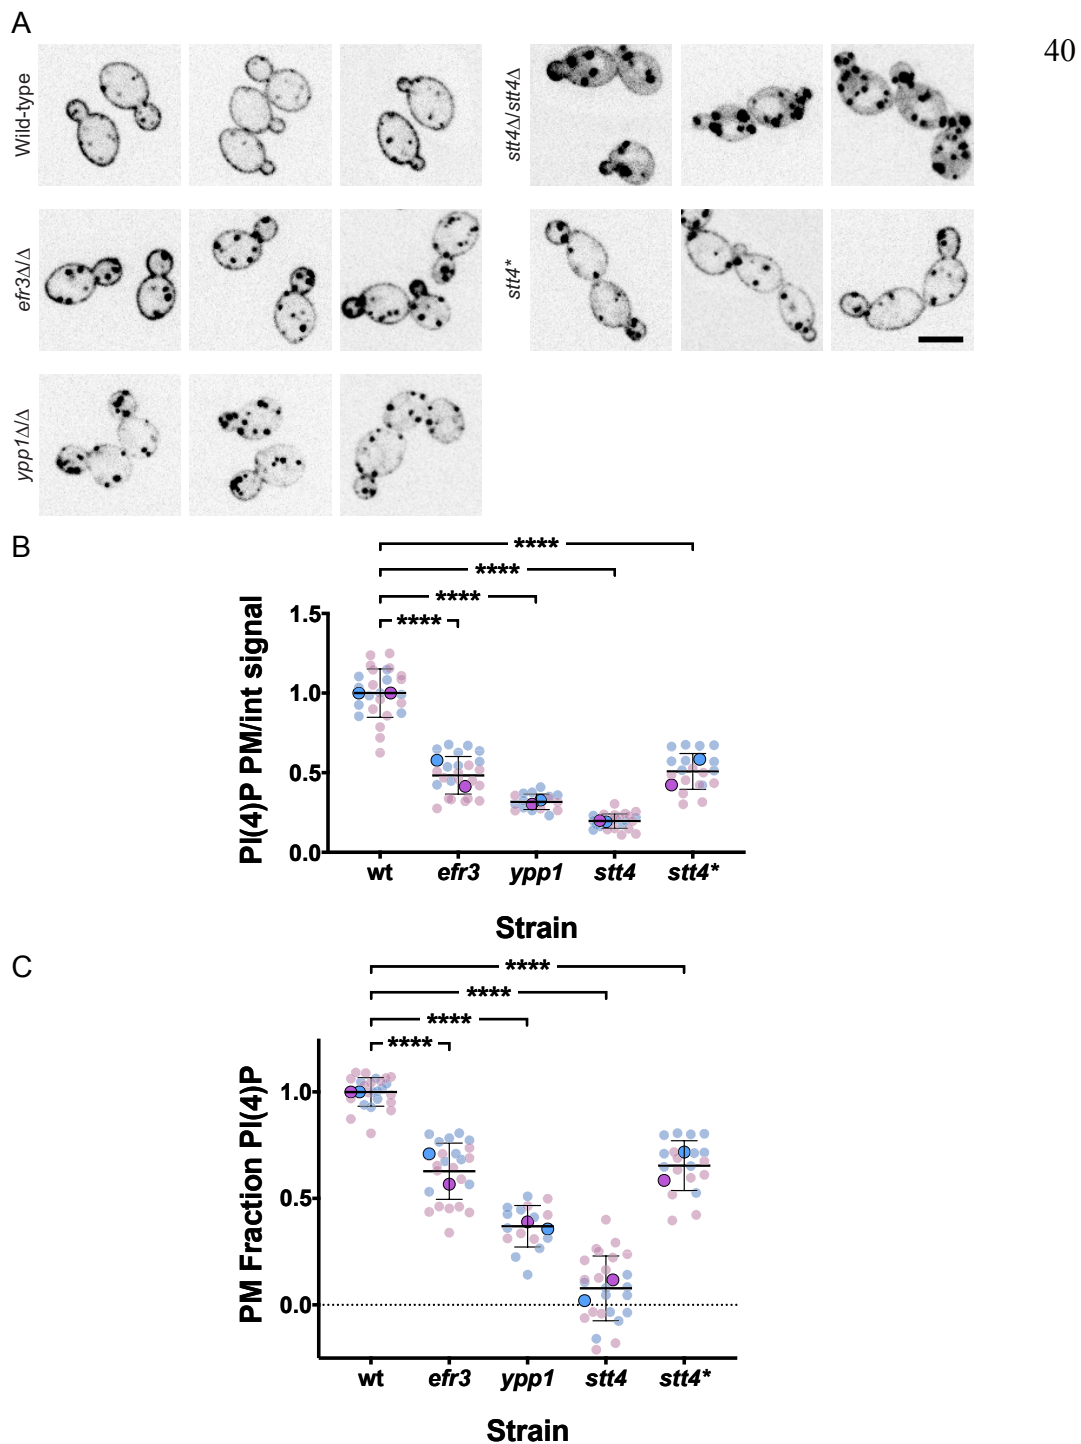 A
40
Wild-type
stt4Δ/stt4Δ
efr3Δ/Δ
stt4*
ypp1Δ/Δ
B
****
****
****
****
PI(4)P PM/int signal
1.5
1.0
0.5
0.0
wt efr3 ypp1 stt4 stt4*
Strain
C
****
****
****
****
PM Fraction PI(4)P
1.0
0.5
0.0
wt efr3 ypp1 stt4 stt4*
Strain